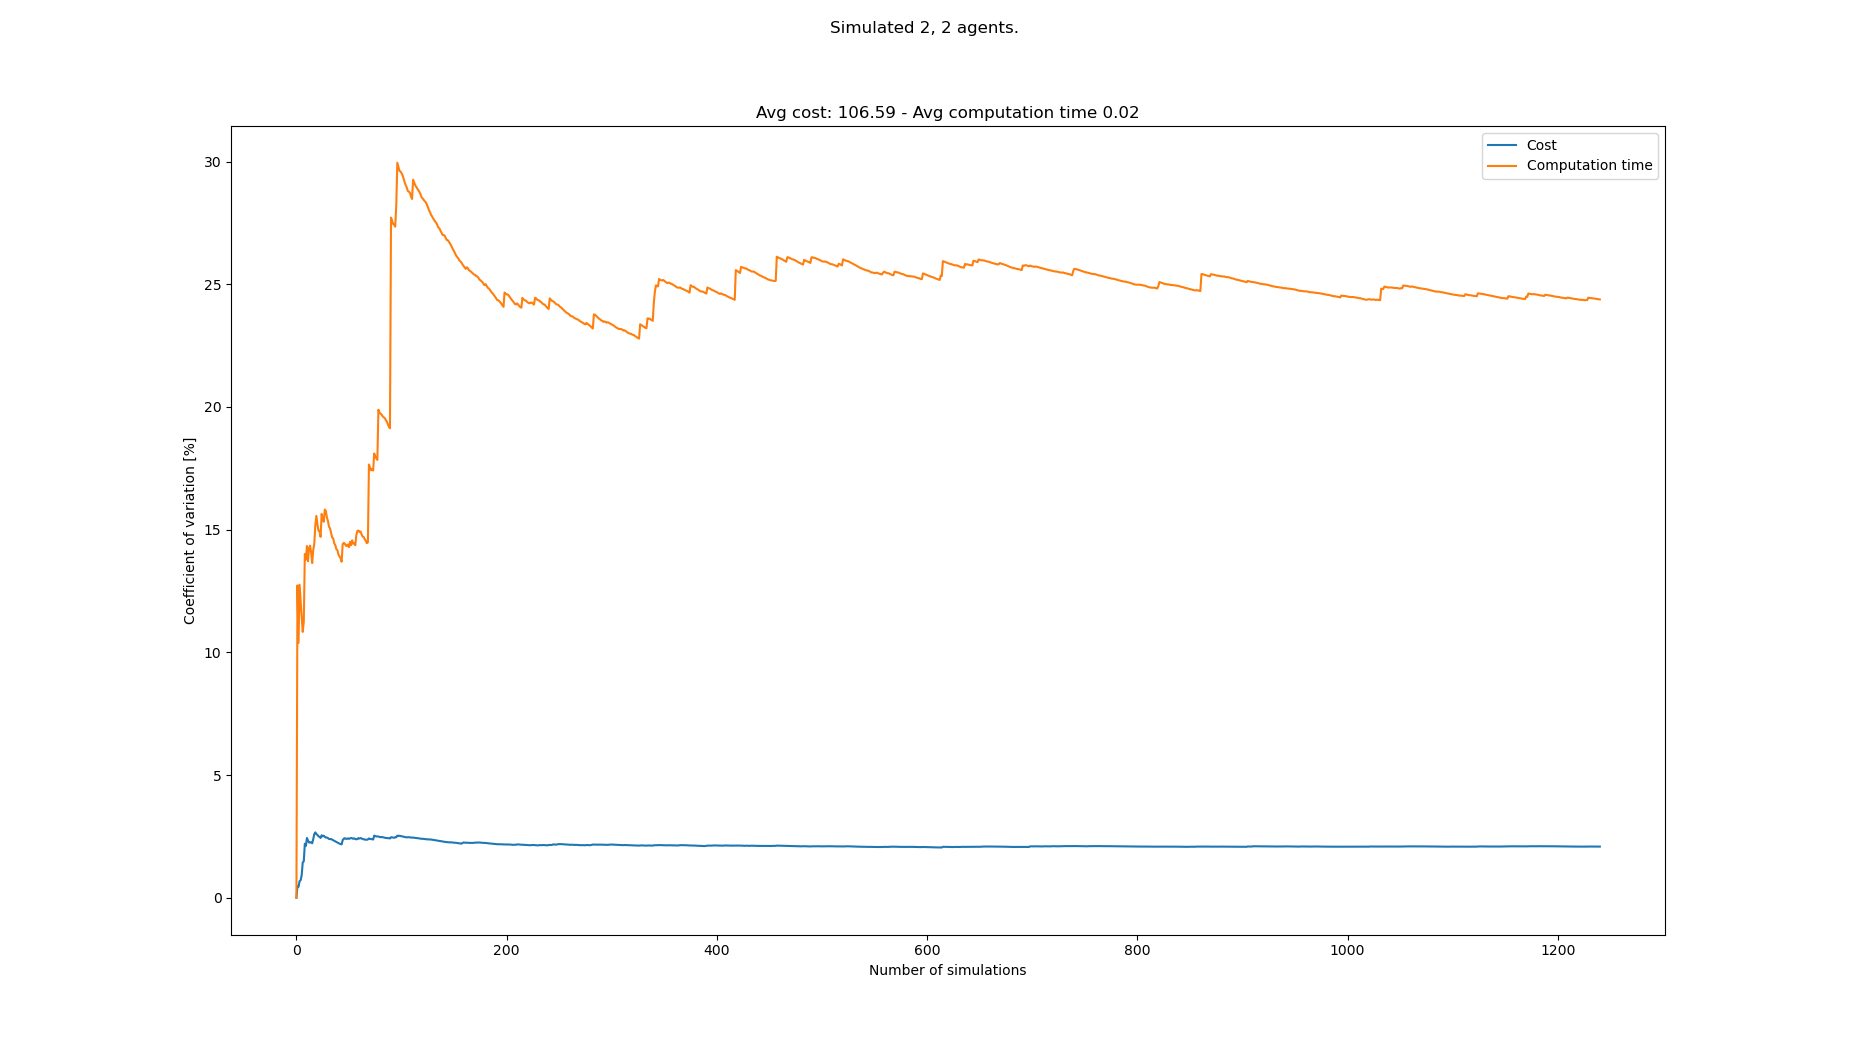 Simulated 2, 2 agents.
Avg cost: 106.59 - Avg computation time 0.02
Cost
Computation time
30
25
20
15
10
5
0
Coefficient of variation [%]
0 200 400 600 800 1000 1200
Number of simulations